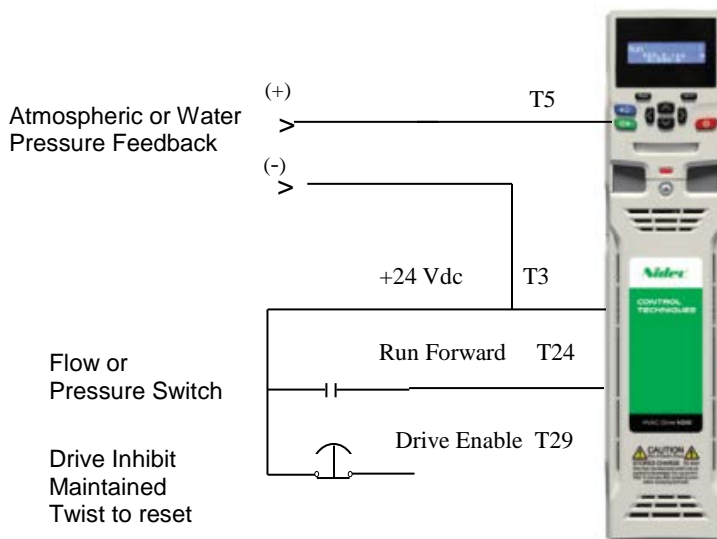 (+)
T5
Atmospheric or Water
Pressure Feedback
(-)
+24 Vdc T3
Run Forward T24
Flow or
Pressure Switch
Drive Enable T29
Drive Inhibit
Maintained
Twist to reset
Run
Nidec
CONTROL
TECHNIQUES
CAUTION